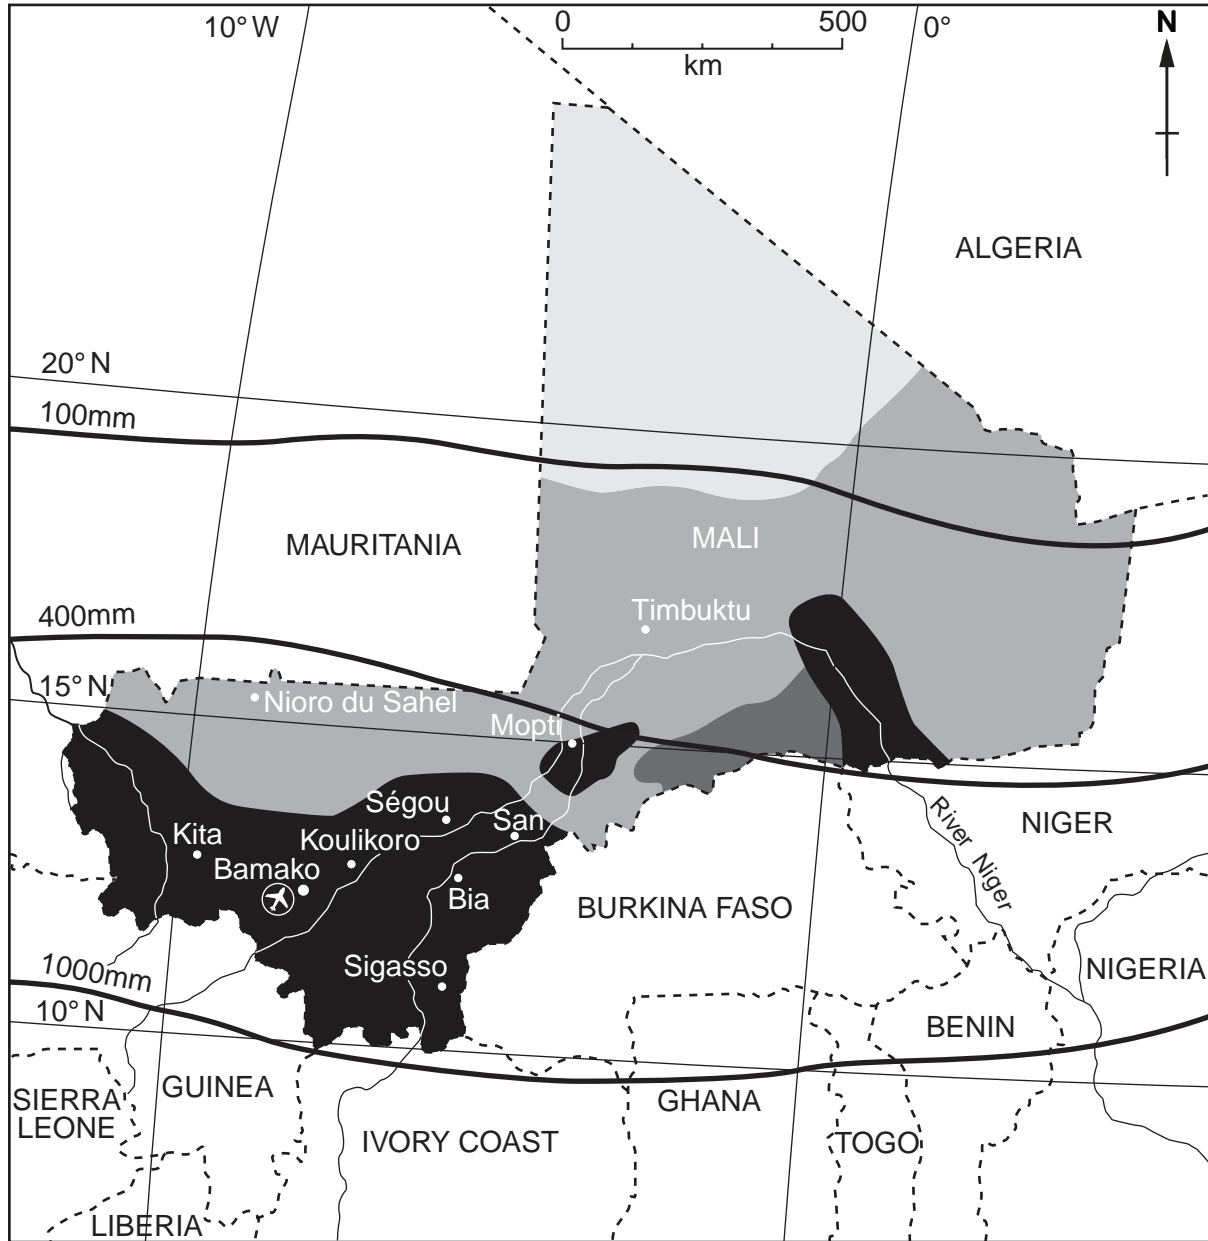 10° W
0
500
0°
N
km
ALGERIA
20° N
100mm
MAURITANIA
MALI
400mm
Timbuktu
15° N
Nioro du Sahel
Mopti
Ségou
San
Kita
Koulikoro
Bamako
Bia
River Niger
NIGER
BURKINA FASO
Sigasso
1000mm
NIGERIA
10° N
BENIN
SIERRA
LEONE
GUINEA
GHANA
IVORY COAST
TOGO
LIBERIA